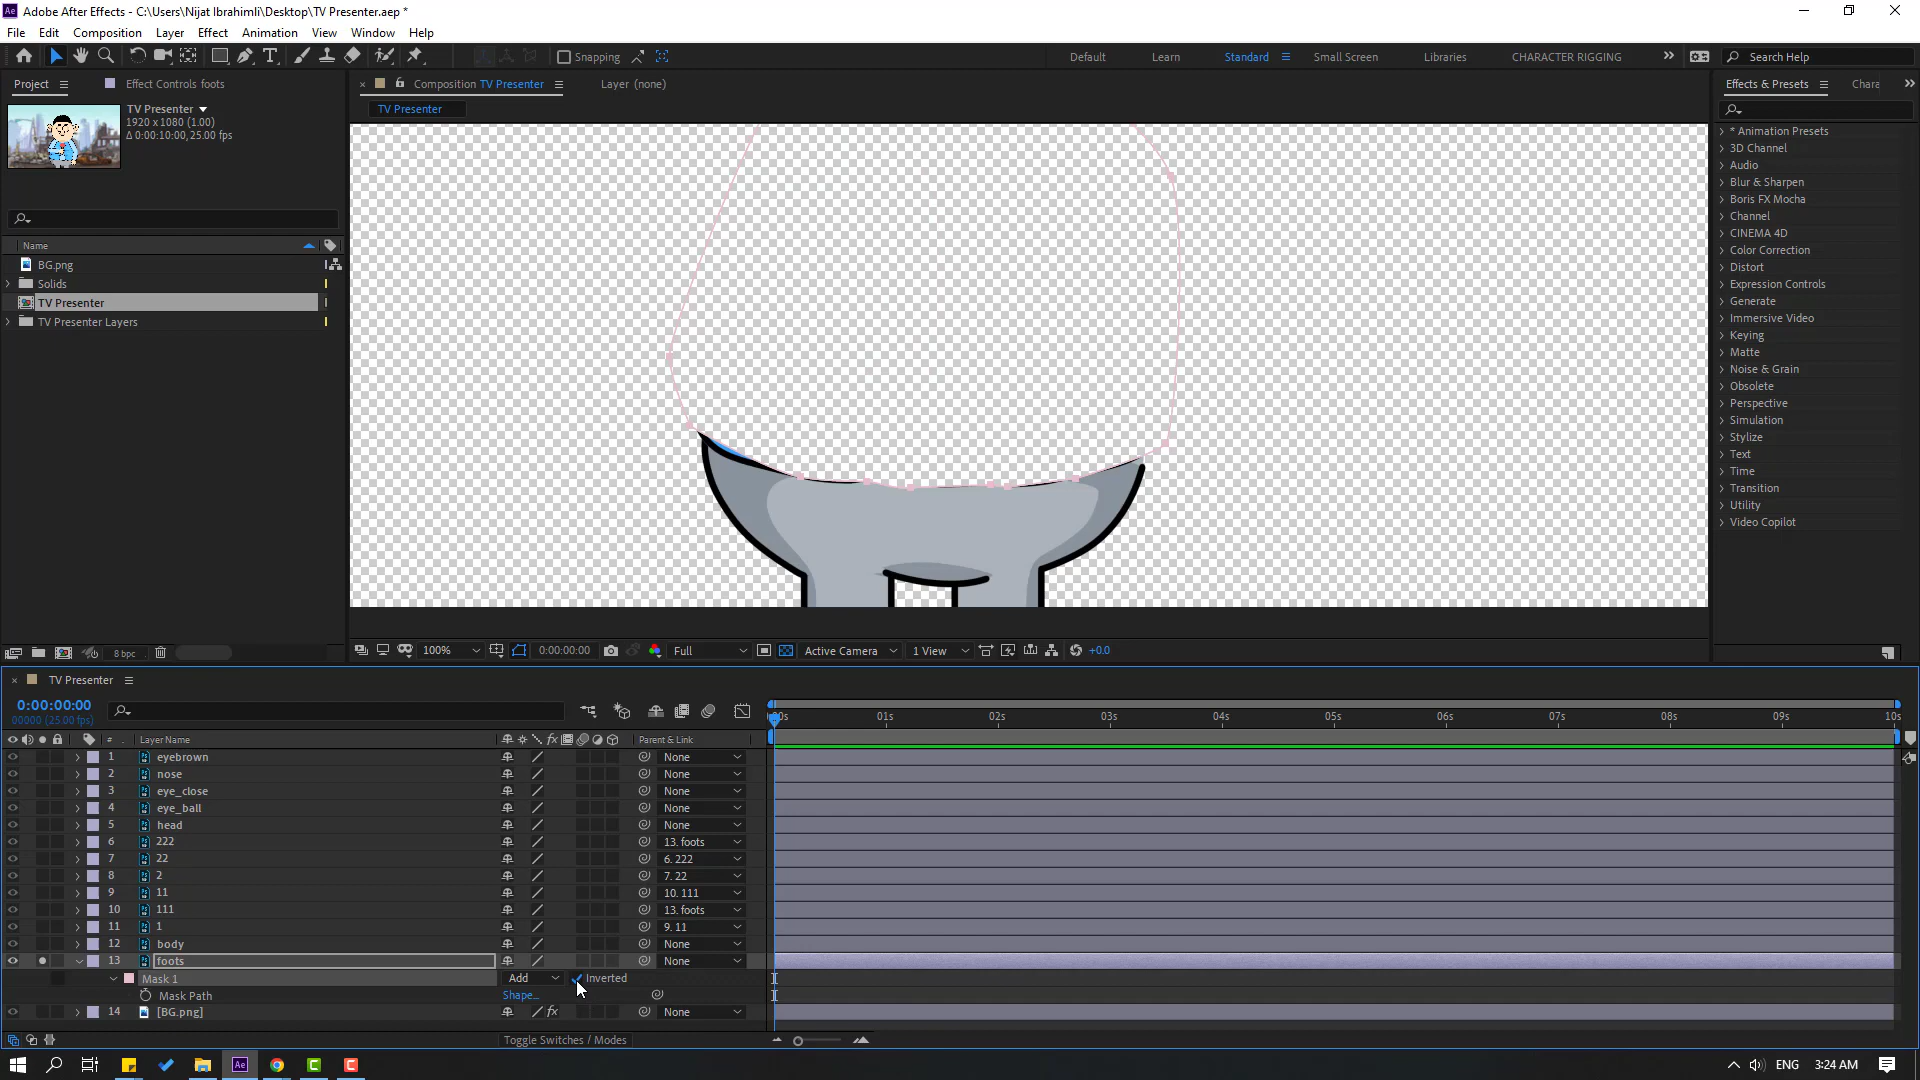 Adobe After Effects - C:\Users\Nijat Ibrahimli\Desktop\TV Presenter.aep *
File Edit Composition Layer Effect Animation View Window Help
Snapping
Default Learn Standard Small Screen Libraries CHARACTER RIGGING Search Help
Project Effect Controls foots
Composition TV Presenter Layer (none)
Effects & Presets Chara
TV Presenter
1920 x 1080 (1.00)
Δ 0:00:10:00, 25.00 fps
TV Presenter
Name
BG.png
Solids
TV Presenter
TV Presenter Layers
* Animation Presets
3D Channel
Audio
Blur & Sharpen
Boris FX Mocha
Channel
CINEMA 4D
Color Correction
Distort
Expression Controls
Generate
Immersive Video
Keying
Matte
Noise & Grain
Obsolete
Perspective
Simulation
Stylize
Text
Time
Transition
Utility
Video Copilot
8 bpc
100% 0:00:00:00 Full Active Camera 1 View +0.0
TV Presenter
0:00:00:00
00000 (25.00 fps)
:00s 01s 02s 03s 04s 05s 06s 07s 08s 09s 10s
# Layer Name fx Parent & Link
1 eyebrown None
2 nose None
3 eye_close None
4 eye_ball None
5 head None
6 222 13. foots
7 22 6. 222
8 2 7. 22
9 11 10. 111
10 111 13. foots
11 1 9. 11
12 body None
13 foots None
Mask 1 Add Inverted
Mask Path Shape...
14 [BG.png] fx None
Toggle Switches / Modes
Ae C C ENG 3:24 AM